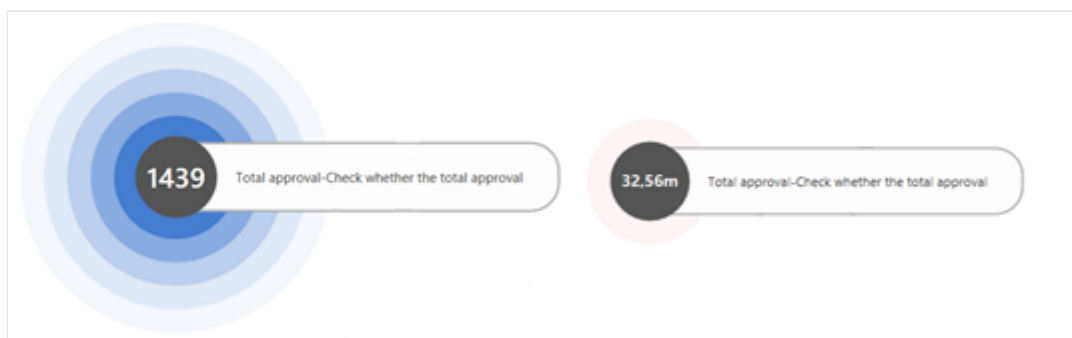 1439
Total approval-Check whether the total approval
32,56m
Total approval-Check whether the total approval